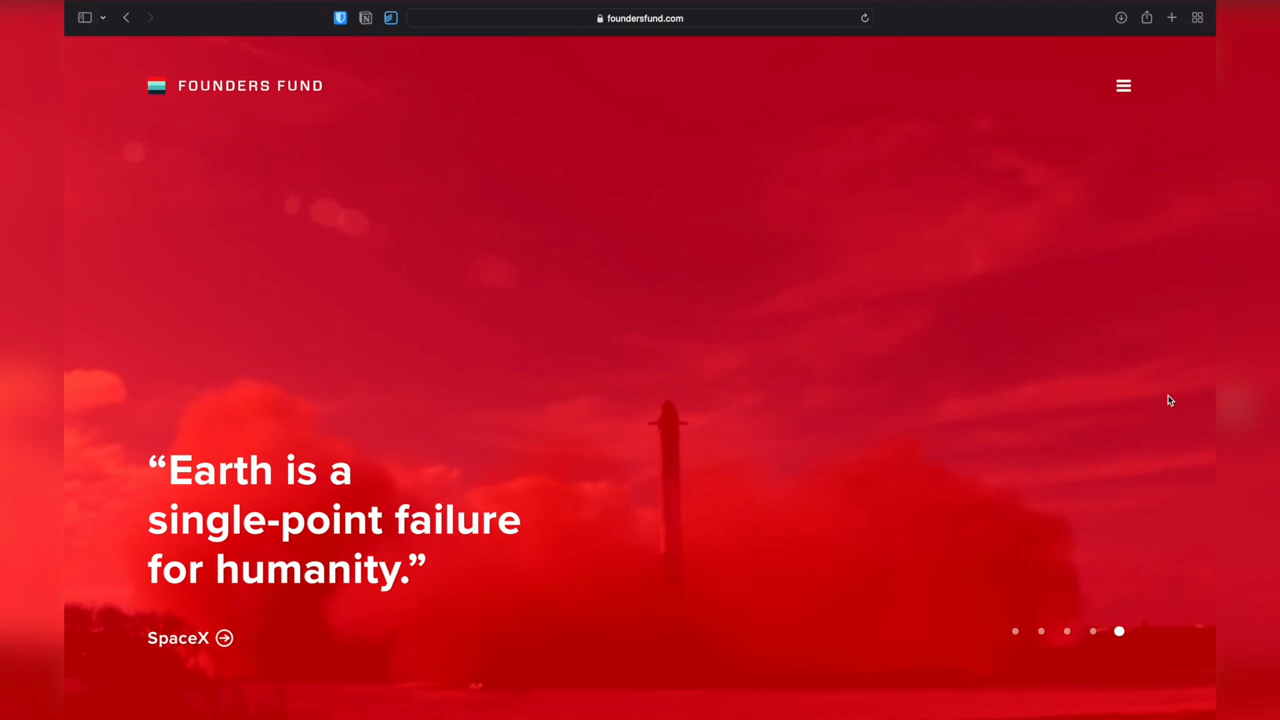 foundersfund.com
FOUNDERS FUND
“Earth is a
single-point failure
for humanity.”
SpaceX